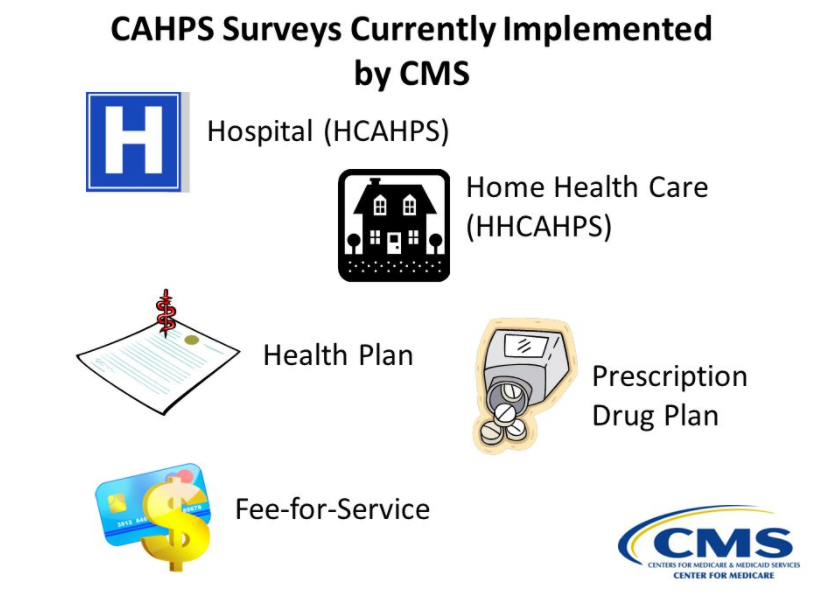 CAHPS Surveys Currently Implemented
by CMS
H
Hospital (HCAHPS)
Home Health Care
(HHCAHPS)
Health Plan
Prescription
Drug Plan
Fee-for-Service
CMS
CENTERS FOR MEDICARE & MEDICAID SERVICES
CENTER FOR MEDICARE